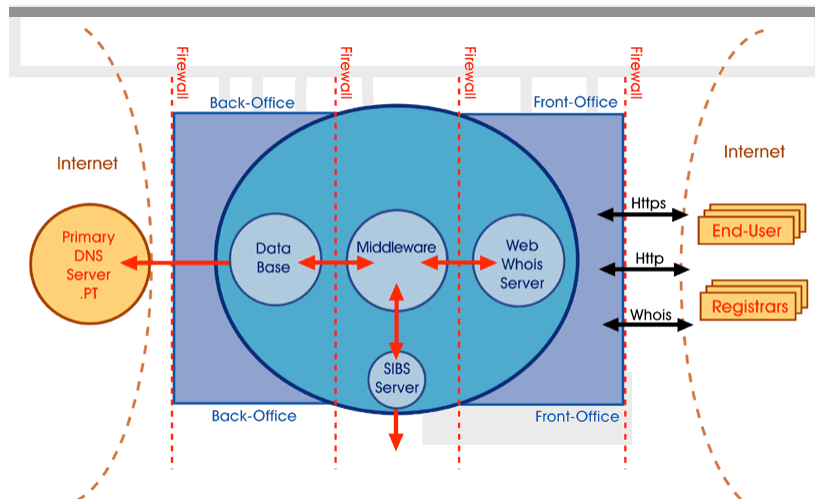 Firewall
Firewall
Firewall
Firewall
Back-Office
Front-Office
Internet
Internet
Primary
DNS
Server
.PT
Data
Base
Middleware
Web
Whois
Server
SIBS
Server
Https
Http
Whois
End-User
Registrars
Back-Office
Front-Office